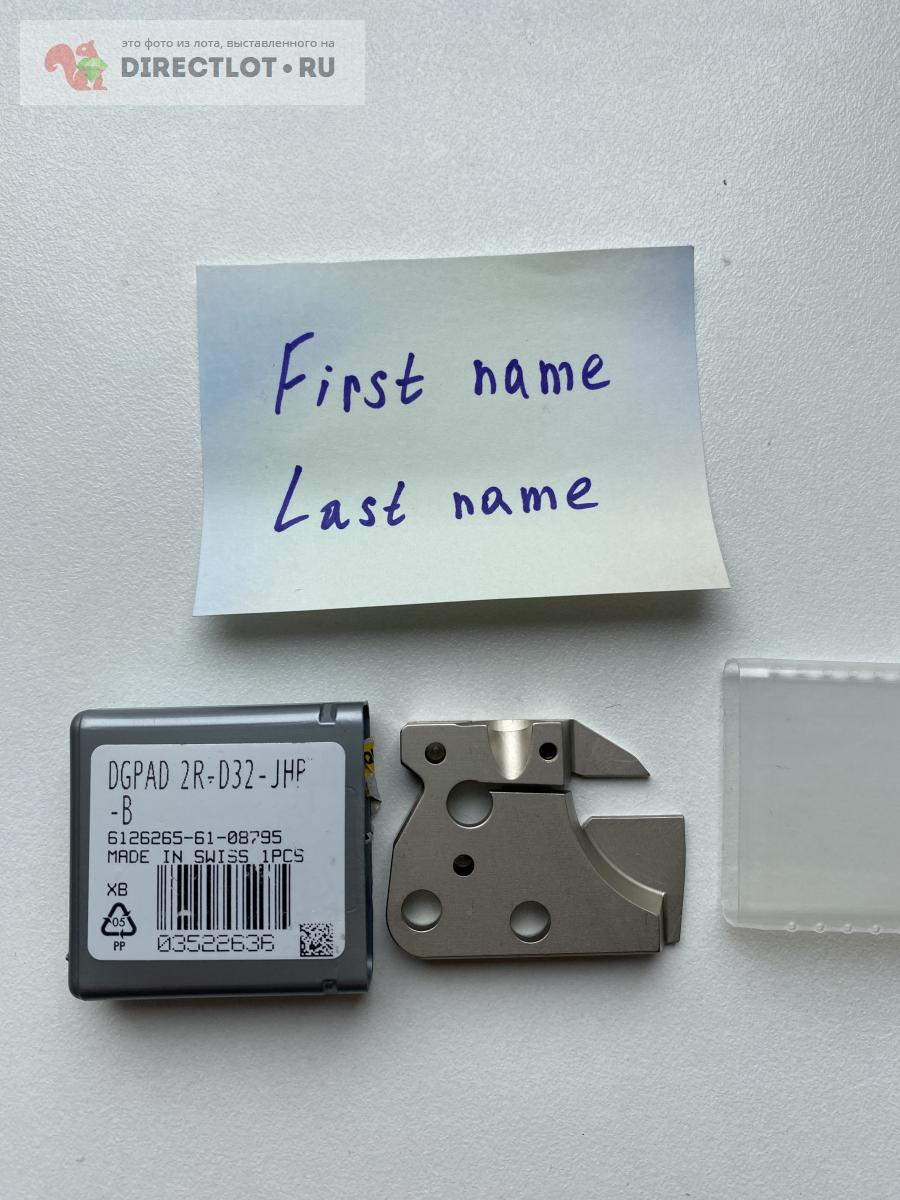 это фото из лота, выставленного на
DIRECTLOT.RU
First name
Last name
DGPAD 2R-D32-JHP
-B
6126265-61-08795
MADE IN SWISS 1PCS
XB
05
PP
03522636